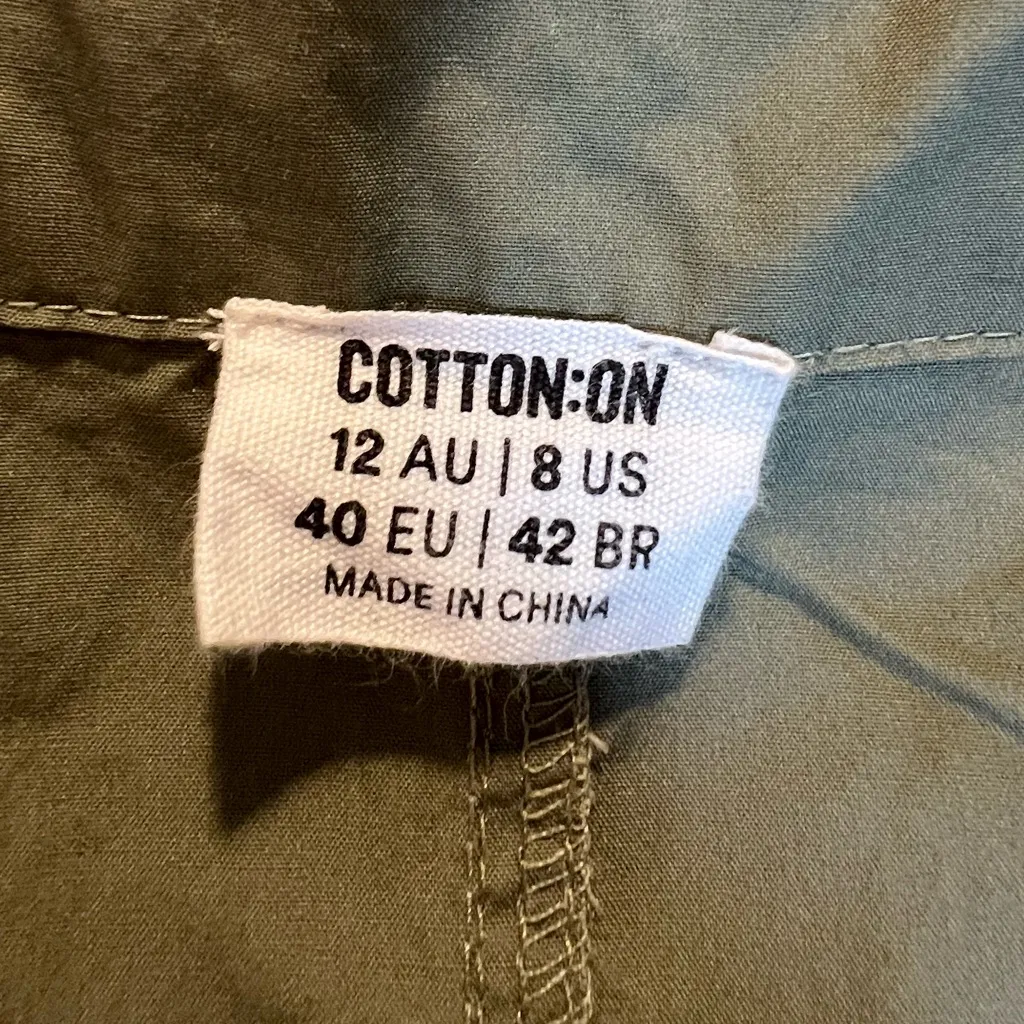 COTTON:ON
12 AU | 8 US
40 EU | 42 BR
MADE IN CHINA